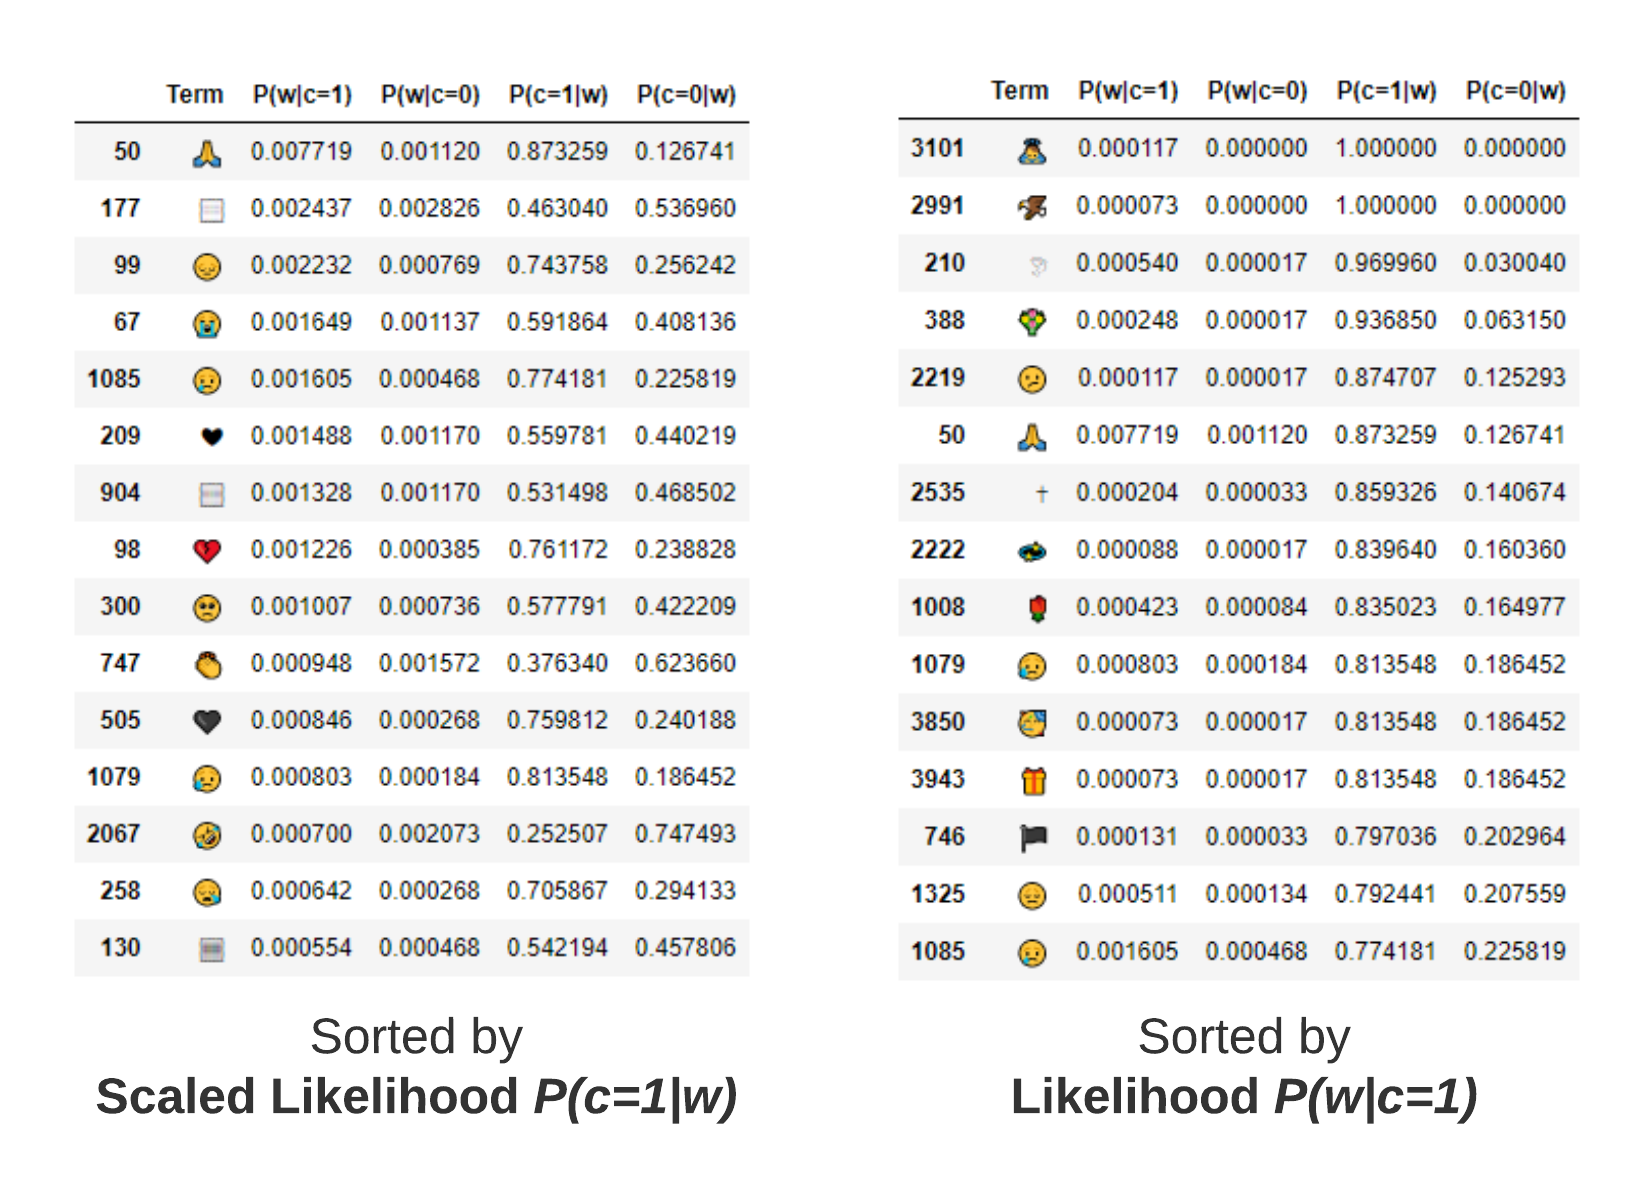 Term P(w|c=1) P(w|c=0) P(c=1|w) P(c=0|w)
50 🙏 0.007719 0.001120 0.873259 0.126741
177 0.002437 0.002826 0.463040 0.536960
99 😞 0.002232 0.000769 0.743758 0.256242
67 😭 0.001649 0.001137 0.591864 0.408136
1085 😢 0.001605 0.000468 0.774181 0.225819
209 ♥ 0.001488 0.001170 0.559781 0.440219
904 0.001328 0.001170 0.531498 0.468502
98 💔 0.001226 0.000385 0.761172 0.238828
300 🥺 0.001007 0.000736 0.577791 0.422209
747 👏 0.000948 0.001572 0.376340 0.623660
505 🖤 0.000846 0.000268 0.759812 0.240188
1079 😥 0.000803 0.000184 0.813548 0.186452
2067 🤣 0.000700 0.002073 0.252507 0.747493
258 😪 0.000642 0.000268 0.705867 0.294133
130 0.000554 0.000468 0.542194 0.457806
Sorted by
Scaled Likelihood P(c=1|w)
Term P(w|c=1) P(w|c=0) P(c=1|w) P(c=0|w)
3101 0.000117 0.000000 1.000000 0.000000
2991 0.000073 0.000000 1.000000 0.000000
210 0.000540 0.000017 0.969960 0.030040
388 💐 0.000248 0.000017 0.936850 0.063150
2219 😕 0.000117 0.000017 0.874707 0.125293
50 🙏 0.007719 0.001120 0.873259 0.126741
2535 ✝ 0.000204 0.000033 0.859326 0.140674
2222 0.000088 0.000017 0.839640 0.160360
1008 🌹 0.000423 0.000084 0.835023 0.164977
1079 😥 0.000803 0.000184 0.813548 0.186452
3850 0.000073 0.000017 0.813548 0.186452
3943 🎁 0.000073 0.000017 0.813548 0.186452
746 🏴 0.000131 0.000033 0.797036 0.202964
1325 😔 0.000511 0.000134 0.792441 0.207559
1085 😢 0.001605 0.000468 0.774181 0.225819
Sorted by
Likelihood P(w|c=1)